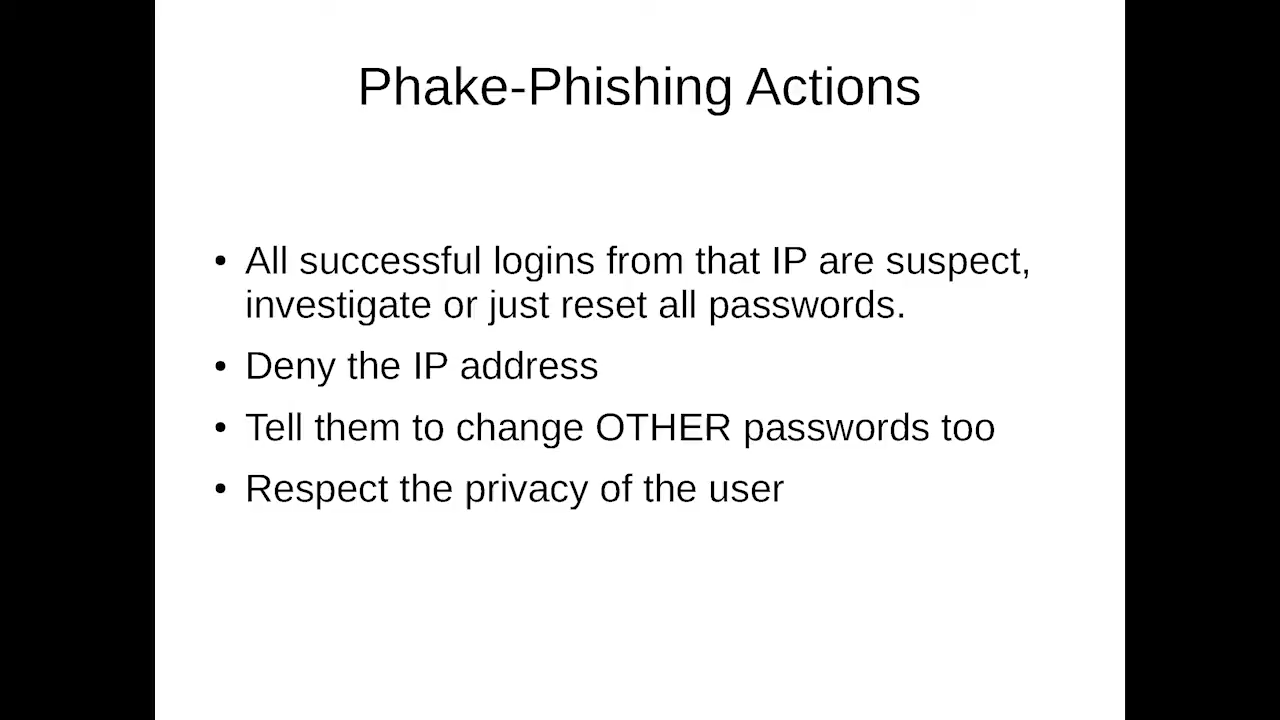 Phake-Phishing Actions
• All successful logins from that IP are suspect,
investigate or just reset all passwords.
• Deny the IP address
• Tell them to change OTHER passwords too
• Respect the privacy of the user